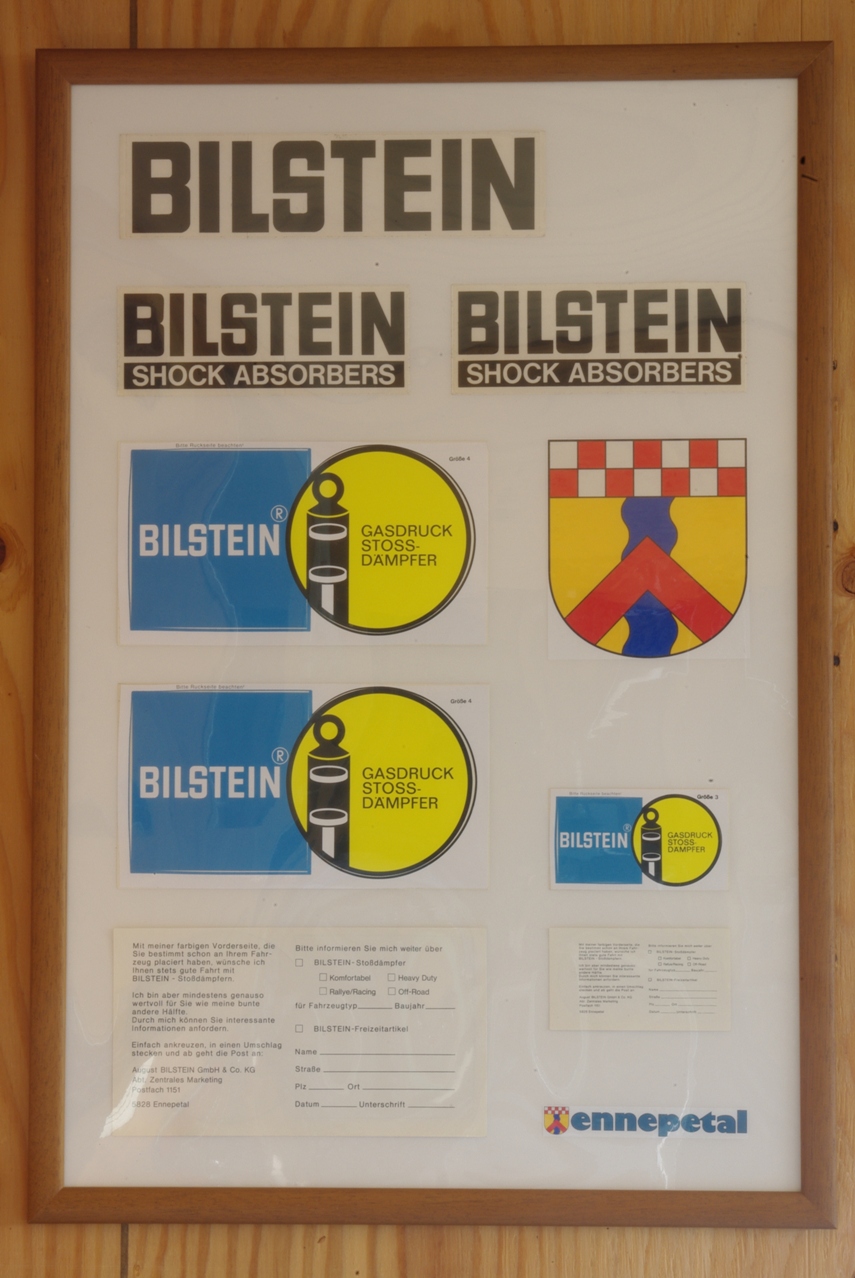 BILSTEIN
BILSTEIN
SHOCK ABSORBERS
BILSTEIN
SHOCK ABSORBERS
Bitte Rückseite beachten!
Größe 4
BILSTEIN®
GASDRUCK
STOSS-
DÄMPFER
Bitte Rückseite beachten!
Größe 4
BILSTEIN®
GASDRUCK
STOSS-
DÄMPFER
Bitte Rückseite beachten!
Größe 3
BILSTEIN®
GASDRUCK
STOSS-
DÄMPFER
Mit meiner farbigen Vorderseite, die
Sie bestimmt schon an Ihrem Fahr-
zeug placiert haben, wünsche ich
Ihnen stets gute Fahrt mit
BILSTEIN - Stoßdämpfern.
Ich bin aber mindestens genauso
wertvoll für Sie wie meine bunte
andere Hälfte.
Durch mich können Sie interessante
Informationen anfordern.
Einfach ankreuzen, in einen Umschlag
stecken und ab geht die Post an:
August BILSTEIN GmbH & Co. KG
Abt. Zentrales Marketing
Postfach 1151
5828 Ennepetal
Bitte informieren Sie mich weiter über
BILSTEIN-Stoßdämpfer
Komfortabel Heavy Duty
Rallye/Racing Off-Road
für Fahrzeugtyp Baujahr
BILSTEIN-Freizeitartikel
Name
Straße
Plz Ort
Datum Unterschrift
ennepetal